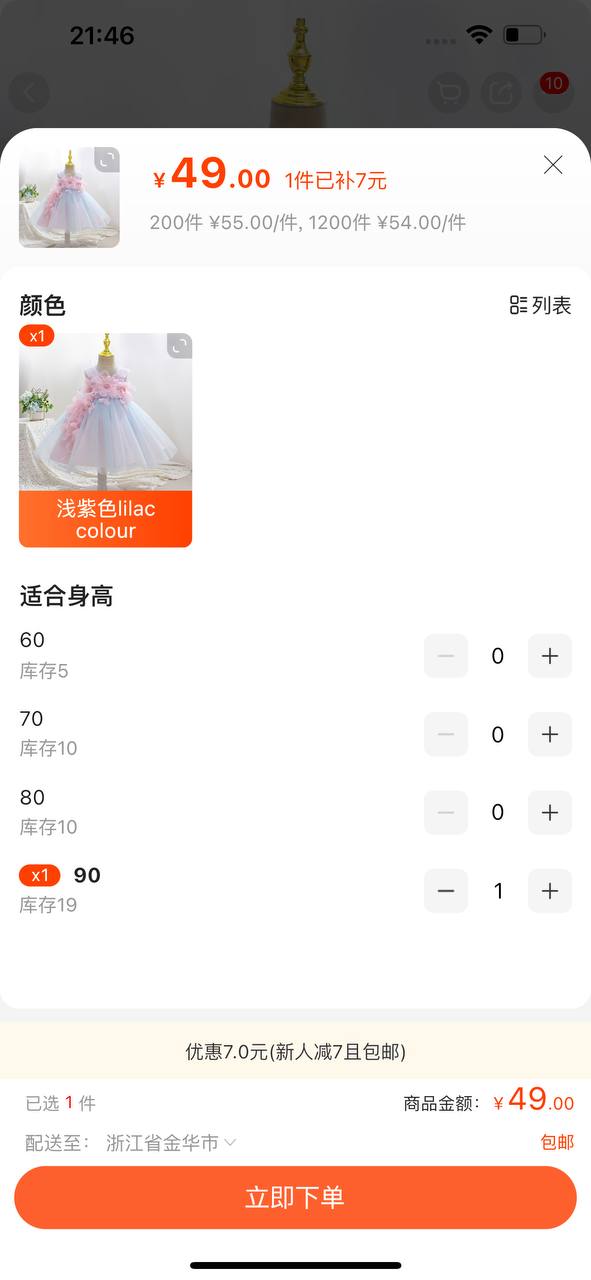 21:46
10
¥49.00 1件已补7元
200件 ¥55.00/件, 1200件 ¥54.00/件
颜色
列表
x1
浅紫色lilac
colour
适合身高
60
库存5
0
70
库存10
0
80
库存10
0
x1 90
库存19
1
优惠7.0元(新人减7且包邮)
已选 1 件
商品金额: ¥49.00
配送至: 浙江省金华市
包邮
立即下单